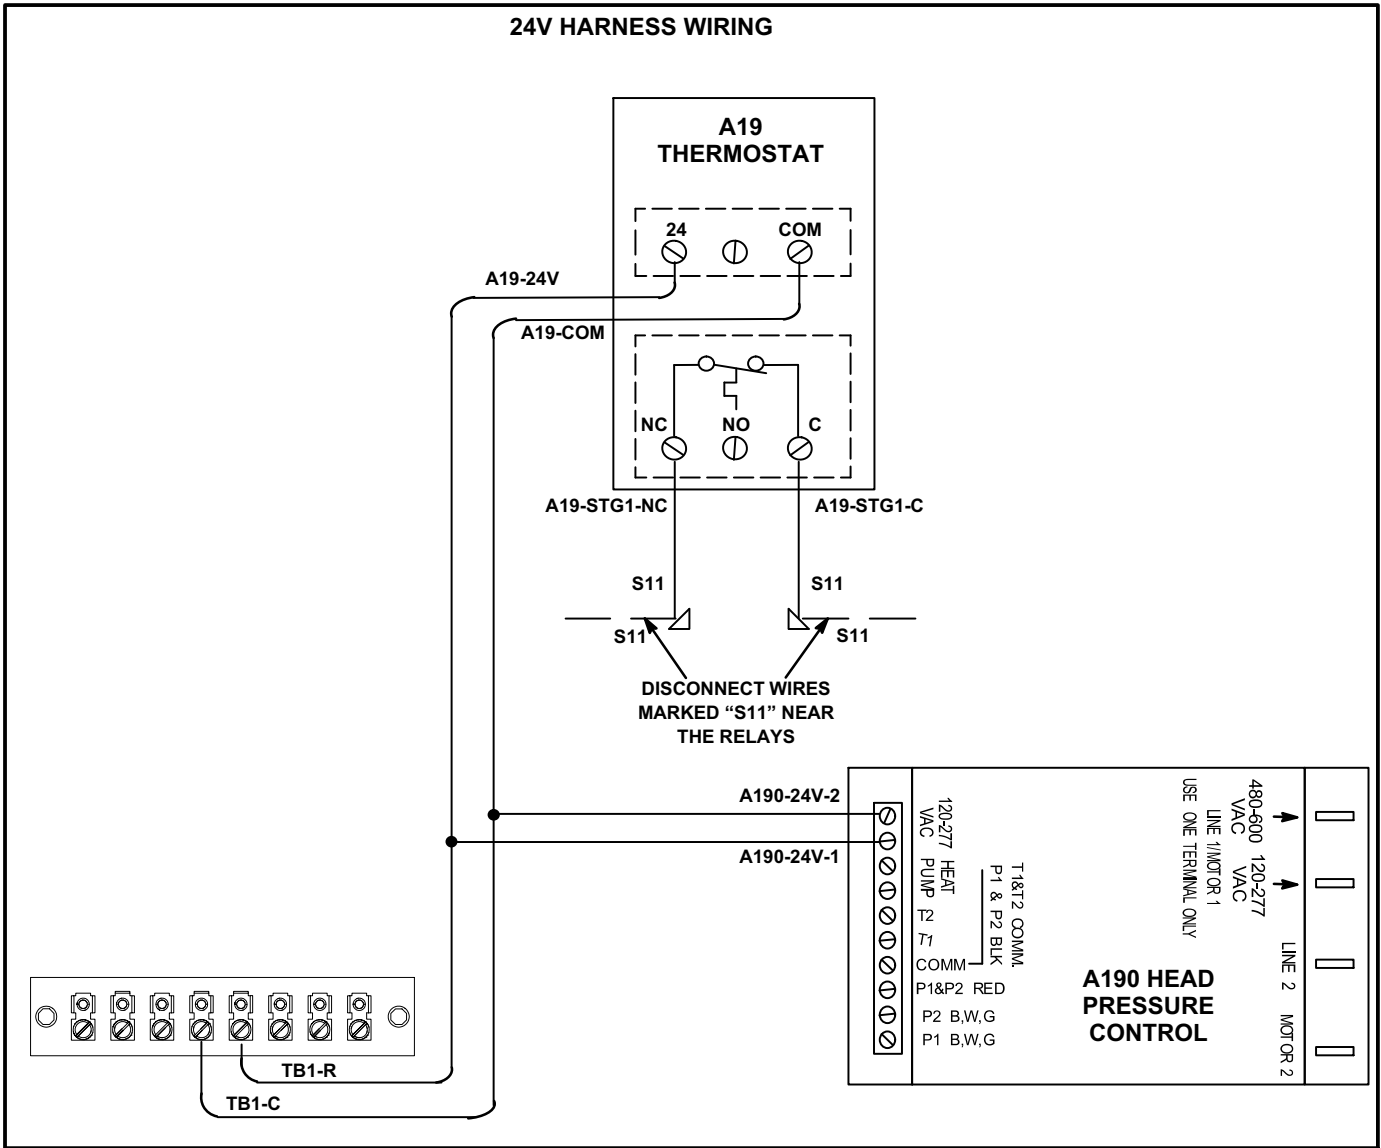 24V HARNESS WIRING
A19
THERMOSTAT
24
COM
A19-24V
A19-COM
NC
NO
C
A19-STG1-NC
A19-STG1-C
S11
S11
S11
S11
DISCONNECT WIRES
MARKED “S11” NEAR
THE RELAYS
A190-24V-2
A190-24V-1
120-277
VAC
HEAT
PUMP
T2
T1
COMM
P1&P2 RED
P2 B,W,G
P1 B,W,G
T1&T2 COMM.
P1 & P2 BLK
480-600
VAC
120-277
VAC
LINE 1/MOTOR 1
USE ONE TERMINAL ONLY
LINE 2
MOTOR 2
A190 HEAD
PRESSURE
CONTROL
TB1-R
TB1-C